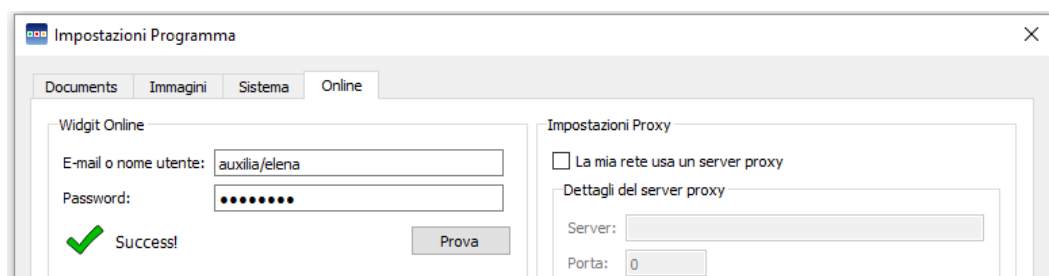 Impostazioni Programma
Documents Immagini Sistema Online
Widgit Online
E-mail o nome utente: auxilia/elena
Password: ●●●●●●●●
Success! Prova
Impostazioni Proxy
La mia rete usa un server proxy
Dettagli del server proxy
Server:
Porta: 0